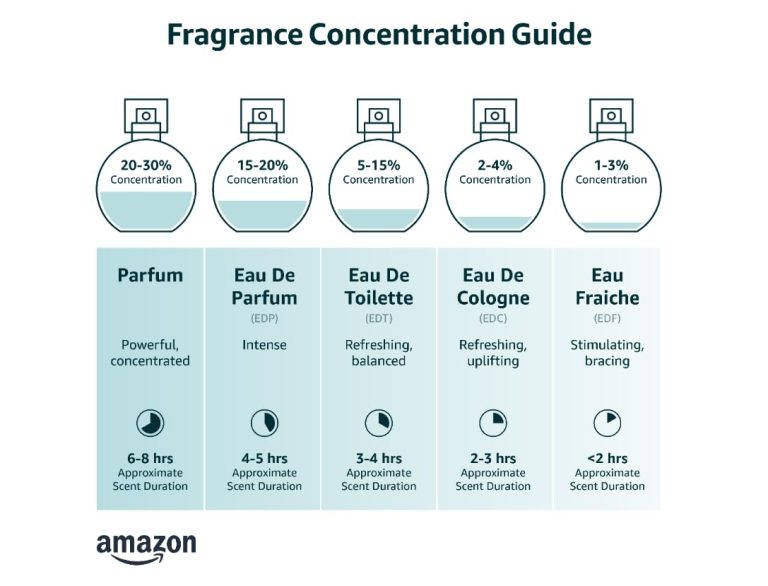 Fragrance Concentration Guide
20-30%
Concentration
15-20%
Concentration
5-15%
Concentration
2-4%
Concentration
1-3%
Concentration
Parfum
Powerful,
concentrated
6-8 hrs
Approximate
Scent Duration
Eau De
Parfum
(EDP)
Intense
4-5 hrs
Approximate
Scent Duration
Eau De
Toilette
(EDT)
Refreshing,
balanced
3-4 hrs
Approximate
Scent Duration
Eau De
Cologne
(EDC)
Refreshing,
uplifting
2-3 hrs
Approximate
Scent Duration
Eau
Fraiche
(EDF)
Stimulating,
bracing
<2 hrs
Approximate
Scent Duration
amazon